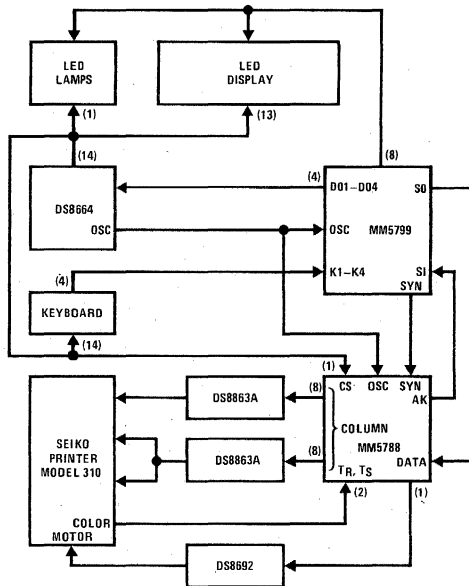 LED
LAMPS
LED
DISPLAY
(1)
(13)
(14)
(8)
DS8664
OSC
(4)
DO1–DO4
SO
OSC
MM5799
K1–K4
SI
SYN
(4)
KEYBOARD
(14)
(1)
CS
OSC
SYN
AK
(8)
DS8863A
COLUMN
MM5788
SEIKO
PRINTER
MODEL 310
DS8863A
(8)
DATA
TR, TS
(2)
(1)
COLOR
MOTOR
DS8692